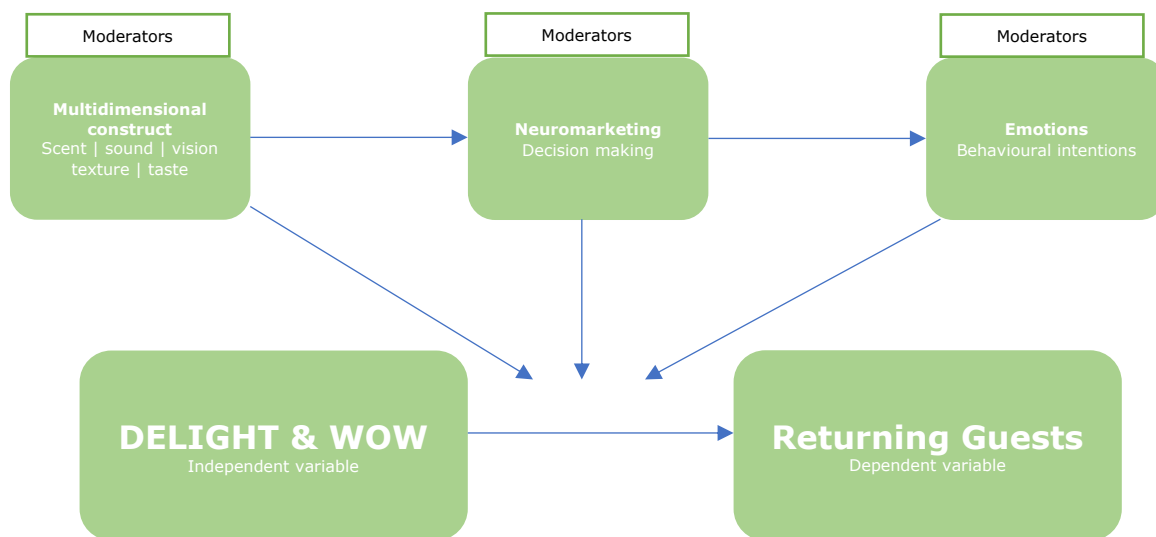 Moderators
Moderators
Moderators
Multidimensional
construct
Scent | sound | vision
texture | taste
Neuromarketing
Decision making
Emotions
Behavioural intentions
DELIGHT & WOW
Independent variable
Returning Guests
Dependent variable